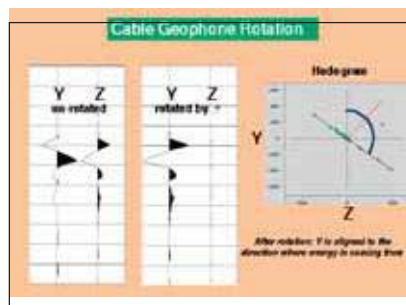 Cable Geophone Rotation
Y Z
un-rotated
Y Z
rotated by
Hodogram
Y
Z
After rotation: Y is aligned to the
direction where energy is coming from